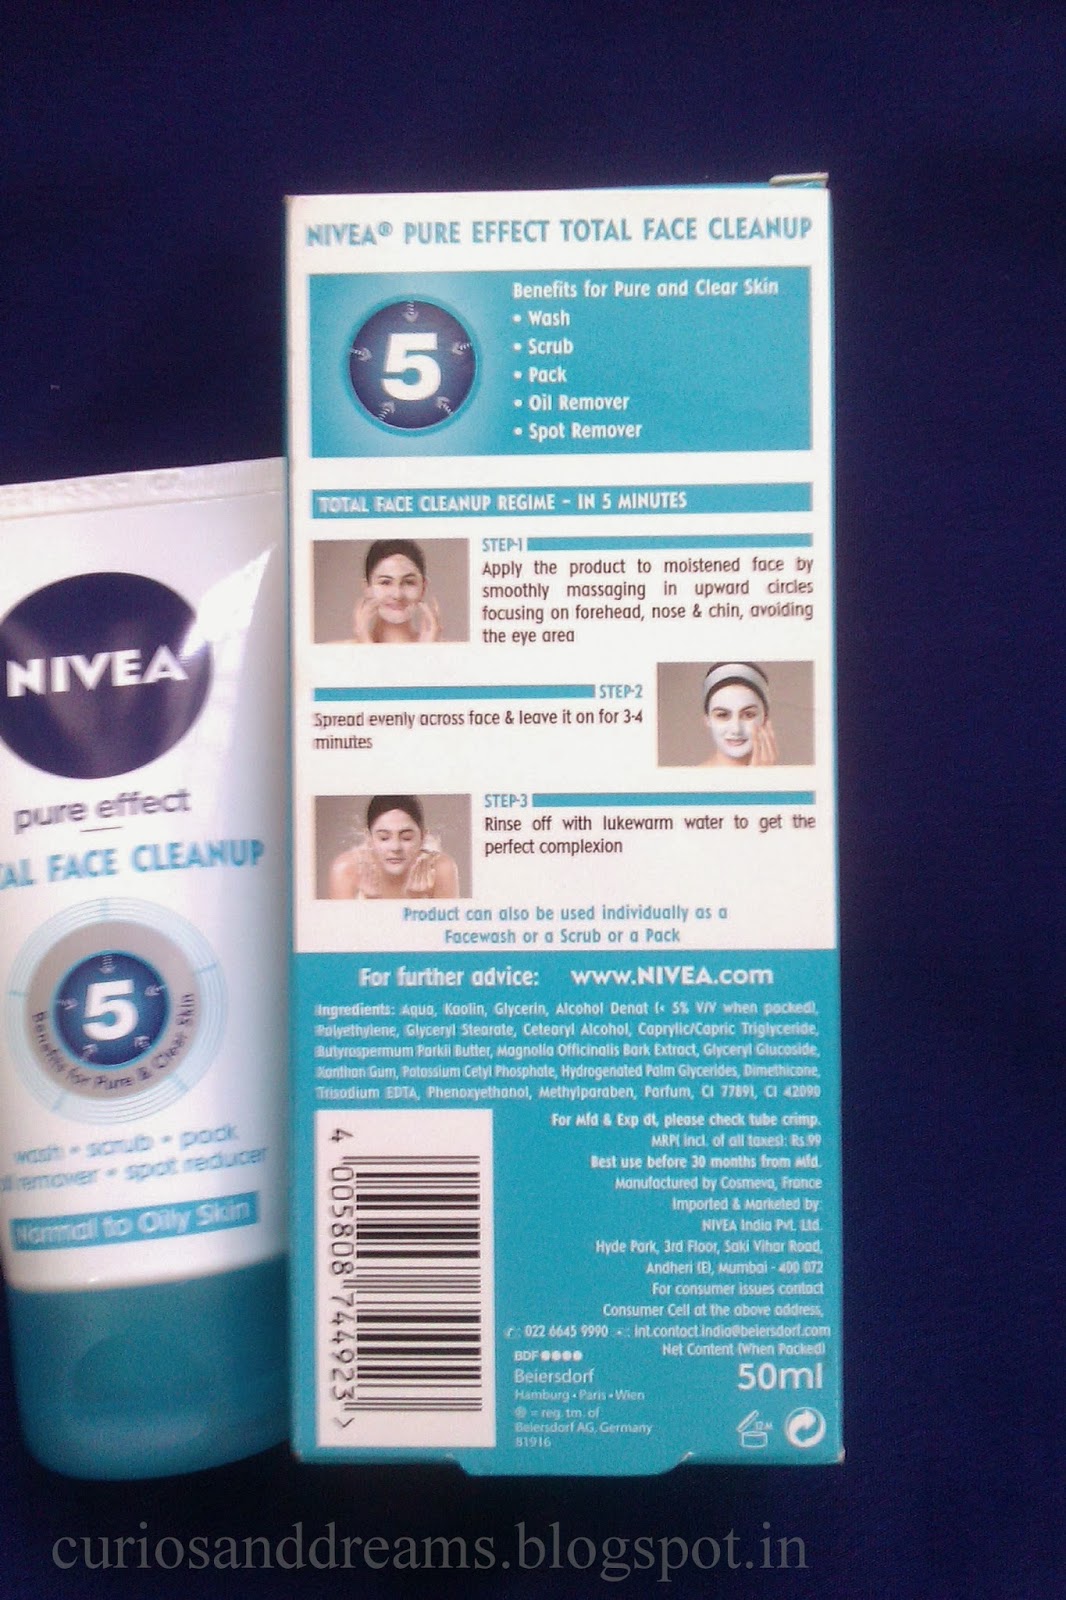 NIVEA® PURE EFFECT TOTAL FACE CLEANUP
5
Benefits for Pure and Clear Skin
• Wash
• Scrub
• Pack
• Oil Remover
• Spot Remover
TOTAL FACE CLEANUP REGIME – IN 5 MINUTES
STEP-1
Apply the product to moistened face by
smoothly massaging in upward circles
focusing on forehead, nose & chin, avoiding
the eye area
STEP-2
Spread evenly across face & leave it on for 3-4
minutes
STEP-3
Rinse off with lukewarm water to get the
perfect complexion
Product can also be used individually as a
Facewash or a Scrub or a Pack
For further advice: www.NIVEA.com
Ingredients: Aqua, Kaolin, Glycerin, Alcohol Denat (< 5% V/V when packed),
Polyethylene, Glyceryl Stearate, Cetearyl Alcohol, Caprylic/Capric Triglyceride,
Butyrospermum Parkii Butter, Magnolia Officinalis Bark Extract, Glyceryl Glucoside,
Xanthan Gum, Potassium Cetyl Phosphate, Hydrogenated Palm Glycerides, Dimethicone,
Trisodium EDTA, Phenoxyethanol, Methylparaben, Parfum, CI 77891, CI 42090
For Mfd & Exp dt, please check tube crimp.
MRP( incl. of all taxes): Rs.99
Best use before 30 months from Mfd.
Manufactured by Cosmeva, France
Imported & Marketed by:
NIVEA India Pvt. Ltd.
Hyde Park, 3rd Floor, Saki Vihar Road,
Andheri (E), Mumbai - 400 072
For consumer issues contact
Consumer Cell at the above address,
022 6645 9990 int.contact.india@beiersdorf.com
Net Content (When Packed)
50ml
BDF●●●●
Beiersdorf
Hamburg • Paris • Wien
® = reg. tm. of
Beiersdorf AG, Germany
81916
12M
4 005808 744923 >
NIVEA
pure effect
TAL FACE CLEANUP
5
Benefits for Pure & Clear Skin
wash • scrub • pack
remover • spot reducer
Normal to Oily Skin
curiosanddreams.blogspot.in